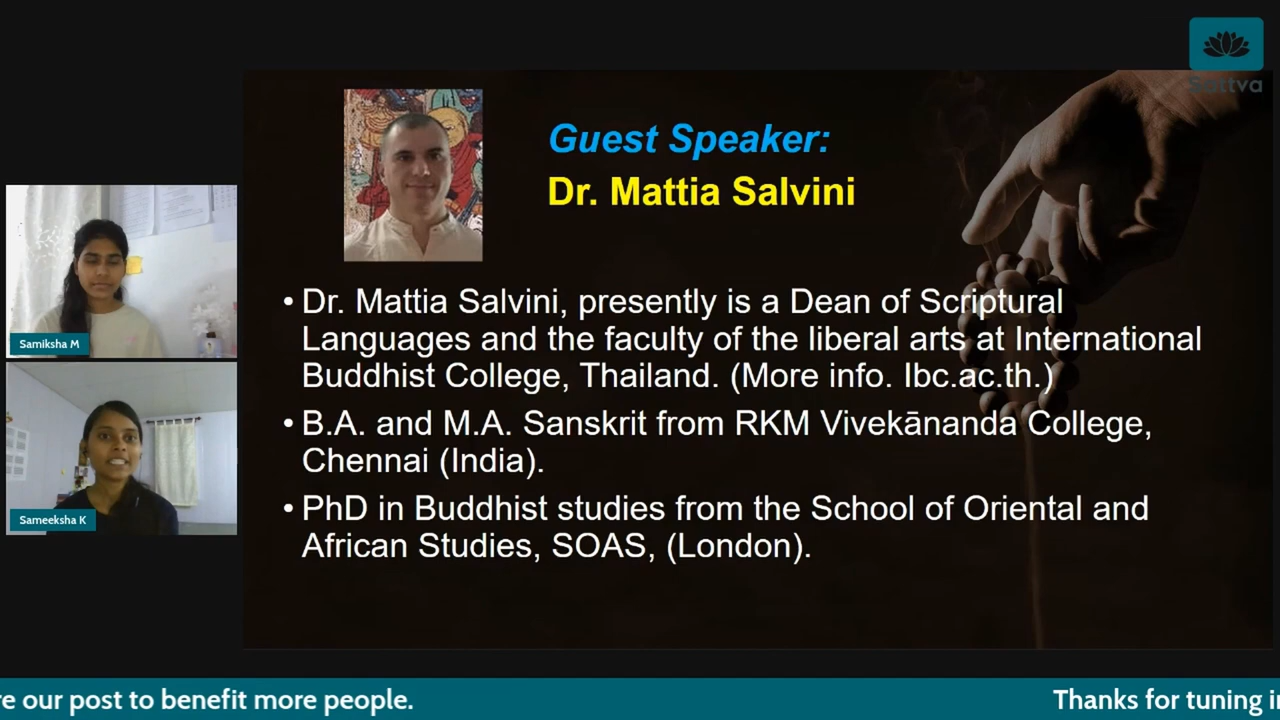 Sattva
Guest Speaker:
Dr. Mattia Salvini
• Dr. Mattia Salvini, presently is a Dean of Scriptural
Languages and the faculty of the liberal arts at International
Buddhist College, Thailand. (More info. Ibc.ac.th.)
• B.A. and M.A. Sanskrit from RKM Vivekānanda College,
Chennai (India).
• PhD in Buddhist studies from the School of Oriental and
African Studies, SOAS, (London).
Samiksha M
Sameeksha K
re our post to benefit more people.
Thanks for tuning in